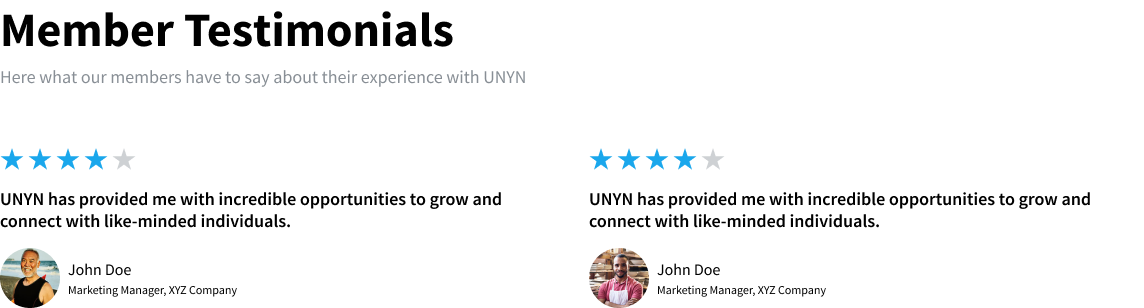 Member Testimonials
Here what our members have to say about their experience with UNYN
UNYN has provided me with incredible opportunities to grow and
connect with like-minded individuals.
John Doe
Marketing Manager, XYZ Company
UNYN has provided me with incredible opportunities to grow and
connect with like-minded individuals.
John Doe
Marketing Manager, XYZ Company